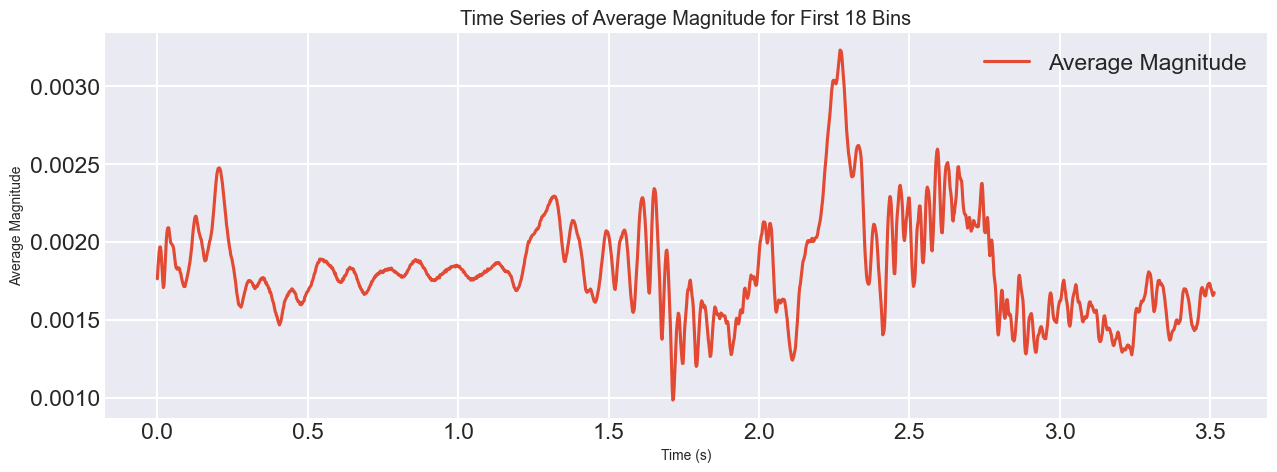 Time Series of Average Magnitude for First 18 Bins
Average Magnitude
0.0030
0.0025
0.0020
0.0015
0.0010
Average Magnitude
0.0 0.5 1.0 1.5 2.0 2.5 3.0 3.5
Time (s)